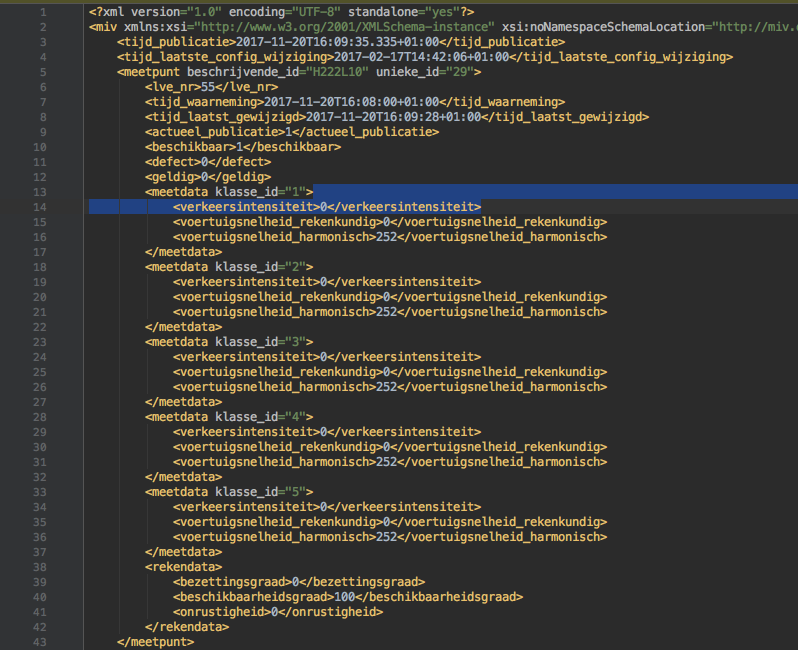 1 <?xml version="1.0" encoding="UTF-8" standalone="yes"?>
2 <miv xmlns:xsi="http://www.w3.org/2001/XMLSchema-instance" xsi:noNamespaceSchemaLocation="http://miv.o
3 <tijd_publicatie>2017-11-20T16:09:35.335+01:00</tijd_publicatie>
4 <tijd_laatste_config_wijziging>2017-02-17T14:42:06+01:00</tijd_laatste_config_wijziging>
5 <meetpunt beschrijvende_id="H222L10" unieke_id="29">
6 <lve_nr>55</lve_nr>
7 <tijd_waarneming>2017-11-20T16:08:00+01:00</tijd_waarneming>
8 <tijd_laatst_gewijzigd>2017-11-20T16:09:28+01:00</tijd_laatst_gewijzigd>
9 <actueel_publicatie>1</actueel_publicatie>
10 <beschikbaar>1</beschikbaar>
11 <defect>0</defect>
12 <geldig>0</geldig>
13 <meetdata klasse_id="1">
14 <verkeersintensiteit>0</verkeersintensiteit>
15 <voertuigsnelheid_rekenkundig>0</voertuigsnelheid_rekenkundig>
16 <voertuigsnelheid_harmonisch>252</voertuigsnelheid_harmonisch>
17 </meetdata>
18 <meetdata klasse_id="2">
19 <verkeersintensiteit>0</verkeersintensiteit>
20 <voertuigsnelheid_rekenkundig>0</voertuigsnelheid_rekenkundig>
21 <voertuigsnelheid_harmonisch>252</voertuigsnelheid_harmonisch>
22 </meetdata>
23 <meetdata klasse_id="3">
24 <verkeersintensiteit>0</verkeersintensiteit>
25 <voertuigsnelheid_rekenkundig>0</voertuigsnelheid_rekenkundig>
26 <voertuigsnelheid_harmonisch>252</voertuigsnelheid_harmonisch>
27 </meetdata>
28 <meetdata klasse_id="4">
29 <verkeersintensiteit>0</verkeersintensiteit>
30 <voertuigsnelheid_rekenkundig>0</voertuigsnelheid_rekenkundig>
31 <voertuigsnelheid_harmonisch>252</voertuigsnelheid_harmonisch>
32 </meetdata>
33 <meetdata klasse_id="5">
34 <verkeersintensiteit>0</verkeersintensiteit>
35 <voertuigsnelheid_rekenkundig>0</voertuigsnelheid_rekenkundig>
36 <voertuigsnelheid_harmonisch>252</voertuigsnelheid_harmonisch>
37 </meetdata>
38 <rekendata>
39 <bezettingsgraad>0</bezettingsgraad>
40 <beschikbaarheidsgraad>100</beschikbaarheidsgraad>
41 <onrustigheid>0</onrustigheid>
42 </rekendata>
43 </meetpunt>